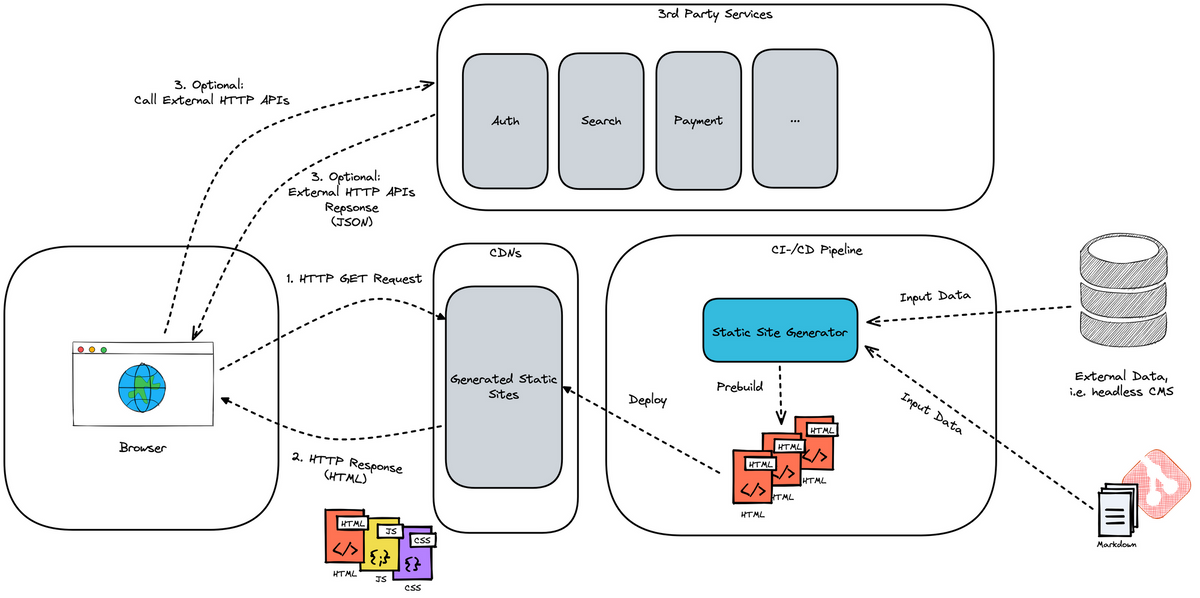 3rd Party Services
Auth
Search
Payment
...
3. Optional:
Call External HTTP APIs
3. Optional:
External HTTP APIs
Repsonse
(JSON)
1. HTTP GET Request
CDNs
Generated Static
Sites
2. HTTP Response
(HTML)
Browser
HTML
JS
CSS
HTML
JS
CSS
CI-/CD Pipeline
Static Site Generator
Prebuild
Deploy
HTML
HTML
HTML
HTML
HTML
HTML
Input Data
Input Data
External Data,
i.e. headless CMS
Markdown